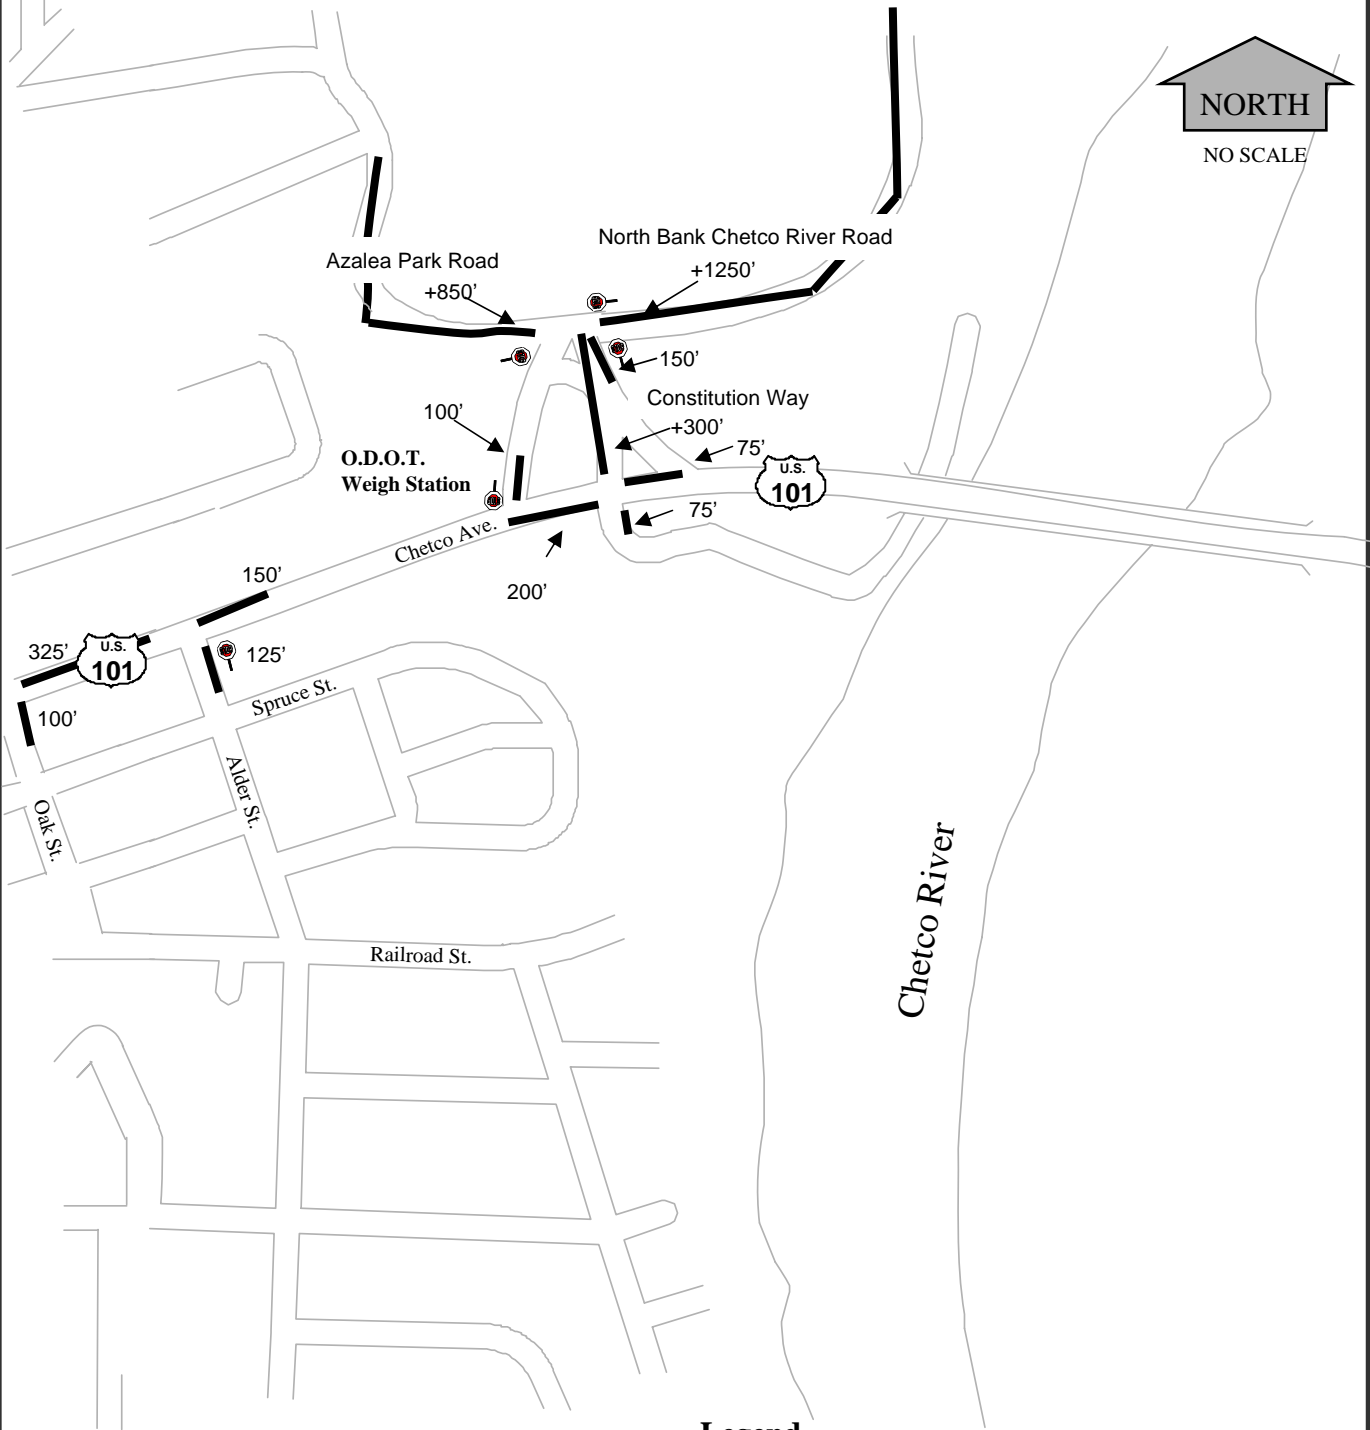 NORTH
NO SCALE
North Bank Chetco River Road
+1250’
Azalea Park Road
+850’
150’
Constitution Way
+300’
100’
75’
O.D.O.T.
Weigh Station
U.S.
101
75’
Chetco Ave.
200’
150’
325’
U.S.
101
125’
100’
Spruce St.
Alder St.
Oak St.
Chetco River
Railroad St.
Legend